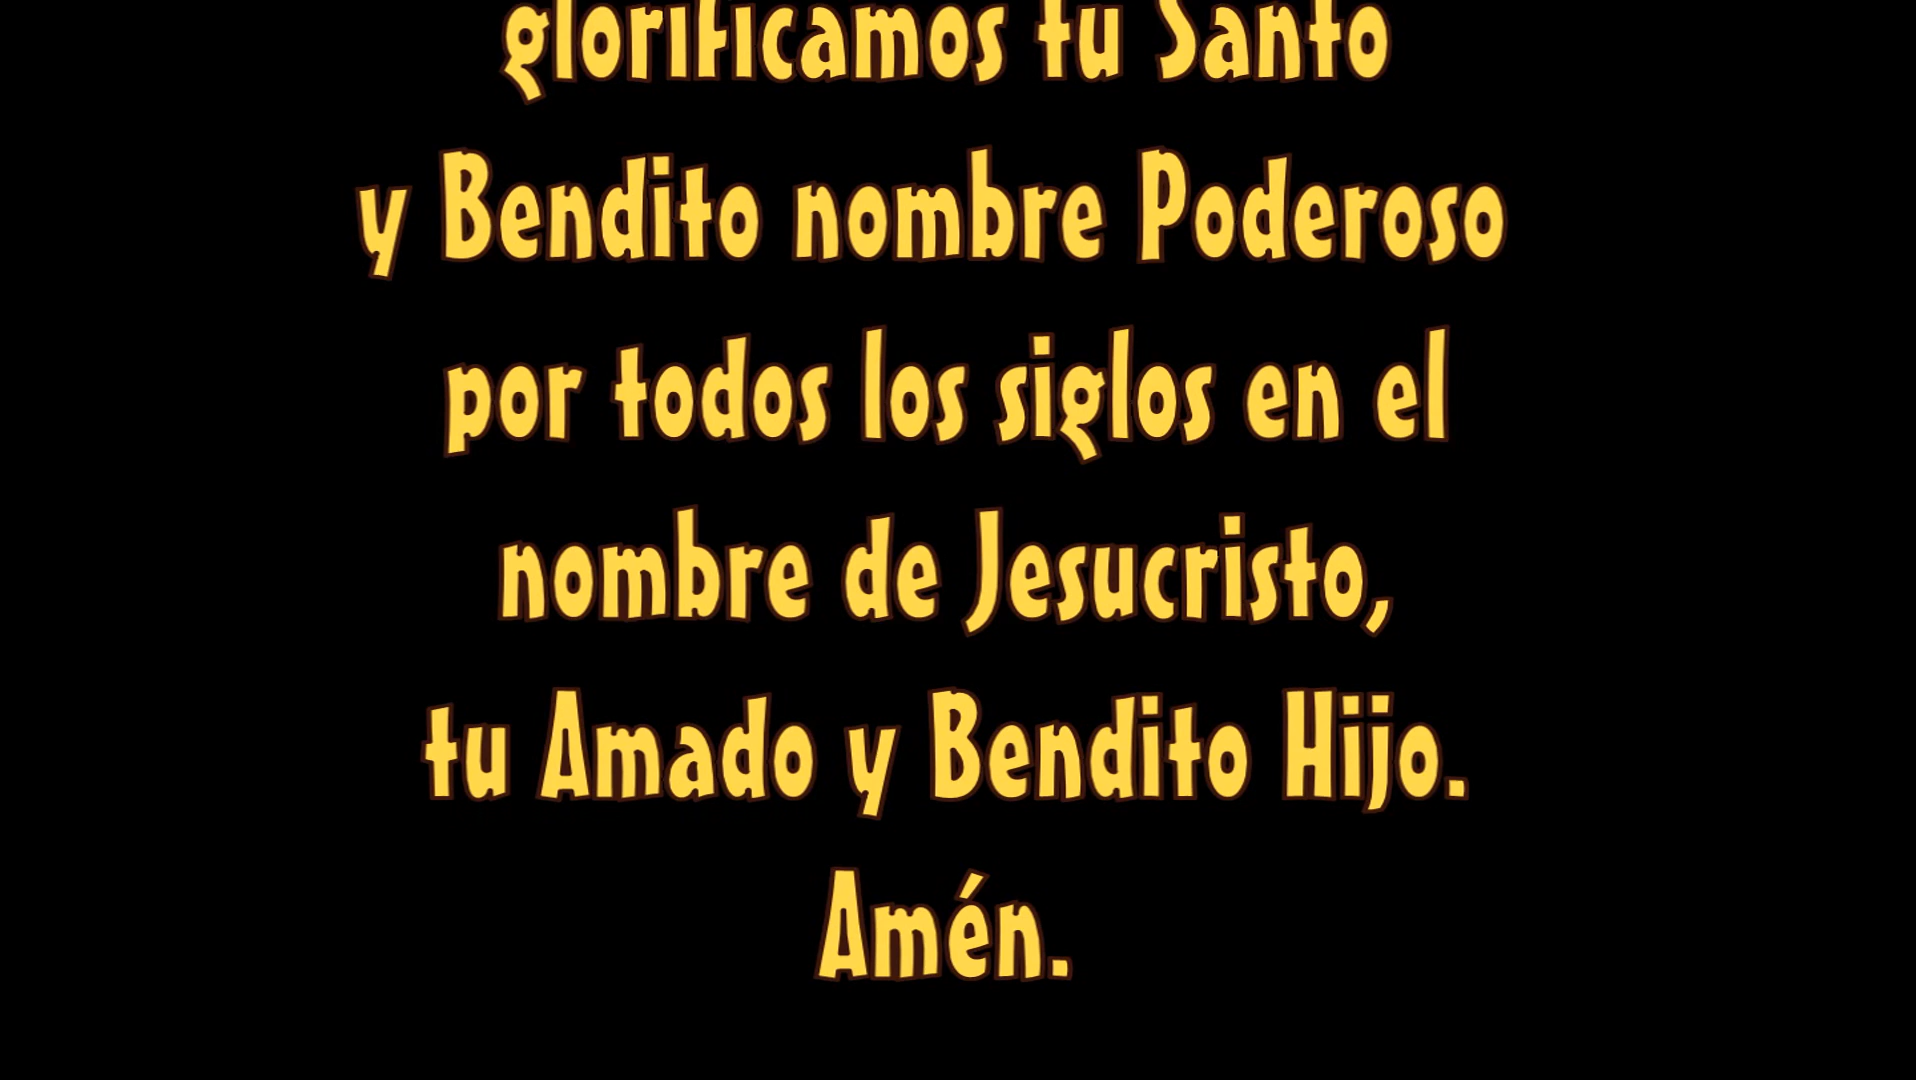 glorificamos tu Santo
y Bendito nombre Poderoso
por todos los siglos en el
nombre de Jesucristo,
tu Amado y Bendito Hijo.
Amén.